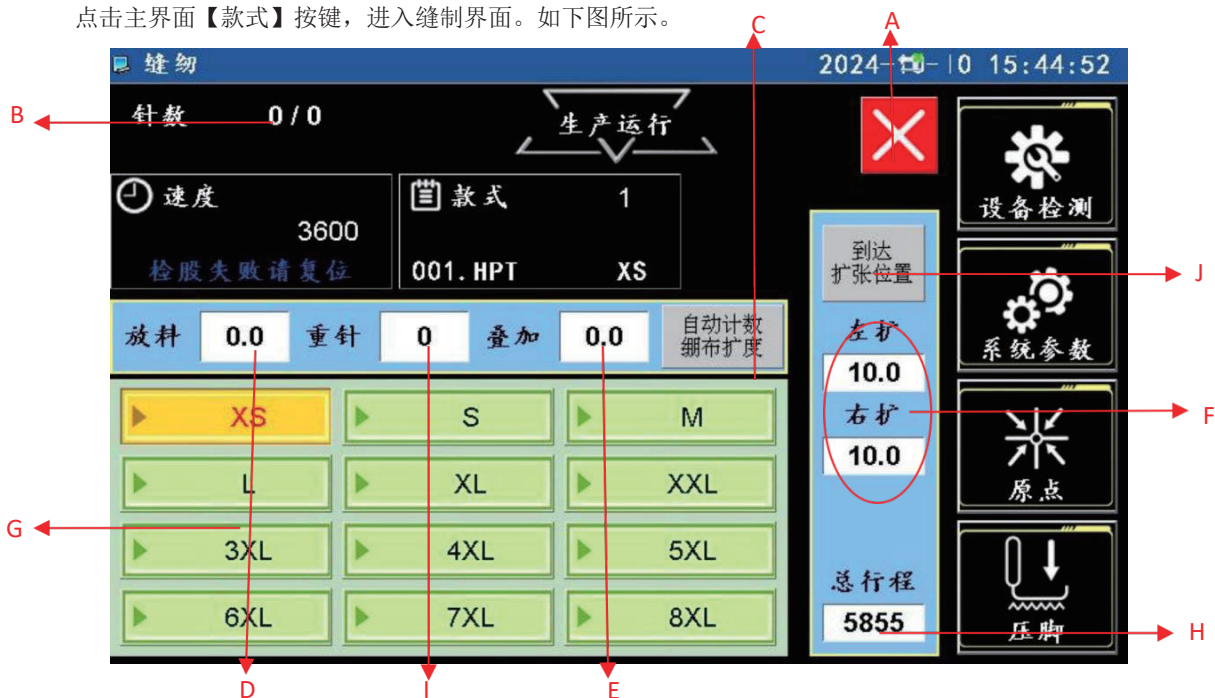 点击主界面【款式】按键，进入缝制界面。如下图所示。
C
A
缝纫
2024- -10 15:44:52
B
针数 0/0
生产运行
设备检测
速度
3600
检股失败请复位
款式 1
001.HPT XS
到达
扩张位置
J
放料 0.0 重针 0 叠加 0.0
自动计数
绷布扩度
左扩
10.0
右扩
10.0
F
系统参数
XS S M
L XL XXL
原点
G
3XL 4XL 5XL
6XL 7XL 8XL
总行程
5855
H
压脚
D
I
E